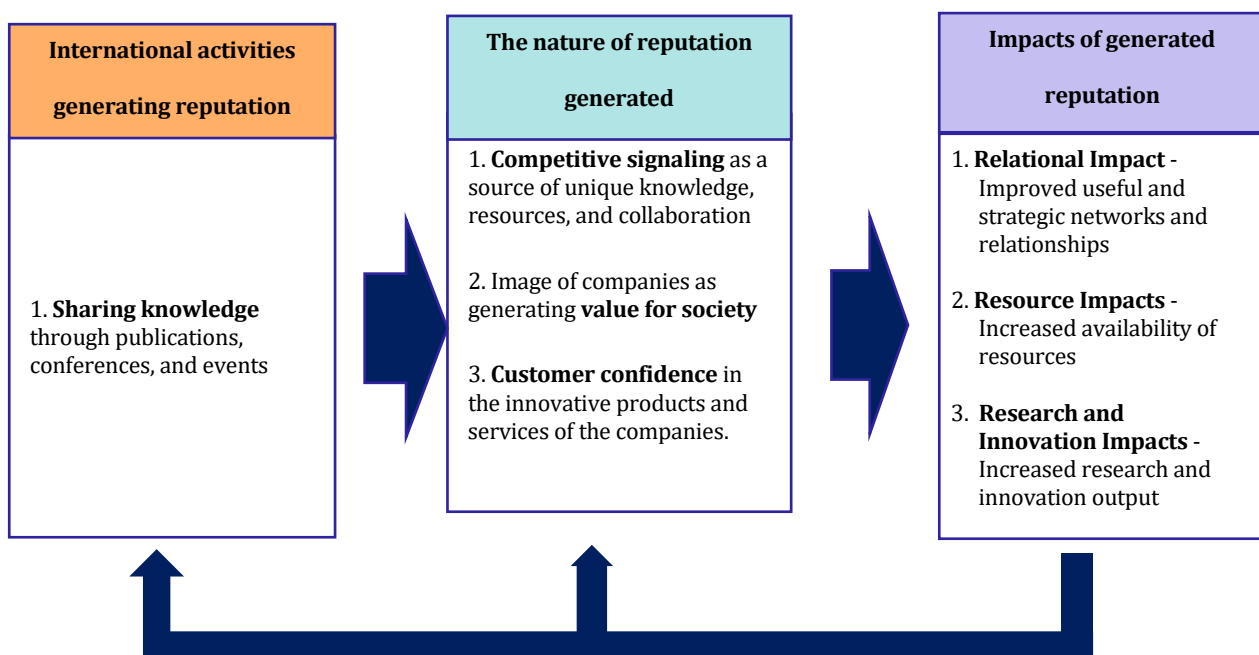 International activities
generating reputation
1. Sharing knowledge
through publications,
conferences, and events
The nature of reputation
generated
1. Competitive signaling as a
source of unique knowledge,
resources, and collaboration
2. Image of companies as
generating value for society
3. Customer confidence in
the innovative products and
services of the companies.
Impacts of generated
reputation
1. Relational Impact -
Improved useful and
strategic networks and
relationships
2. Resource Impacts -
Increased availability of
resources
3. Research and
Innovation Impacts -
Increased research and
innovation output